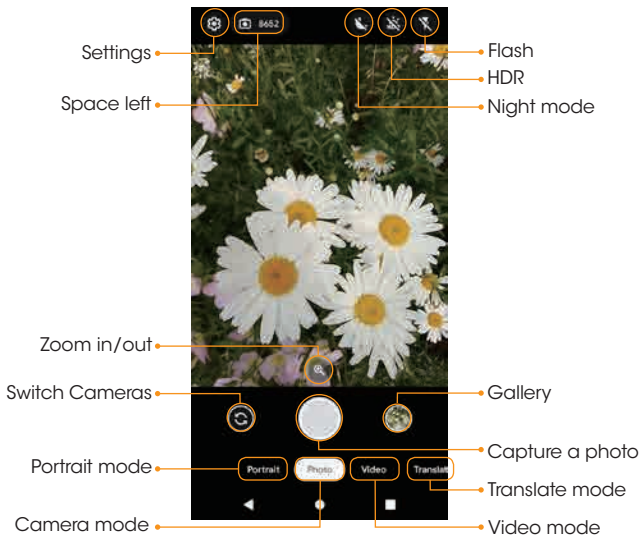 8652
Settings
Flash
HDR
Space left
Night mode
Zoom in/out
Switch Cameras
Gallery
Capture a photo
Portrait mode
Portrait
Photo
Video
Translat
Translate mode
Camera mode
Video mode